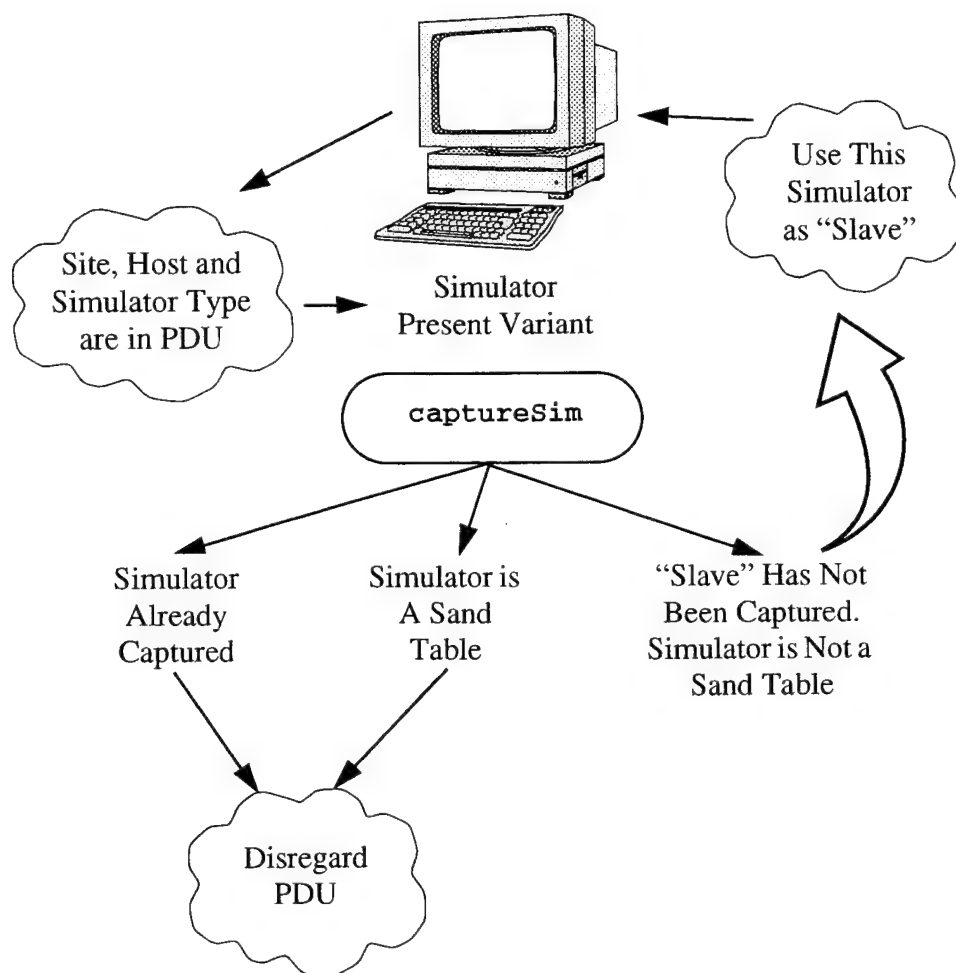 Use This
Simulator
as “Slave”
Site, Host and
Simulator Type
are in PDU
Simulator
Present Variant
captureSim
Simulator
Already
Captured
Simulator is
A Sand
Table
“Slave” Has Not
Been Captured.
Simulator is Not a
Sand Table
Disregard
PDU